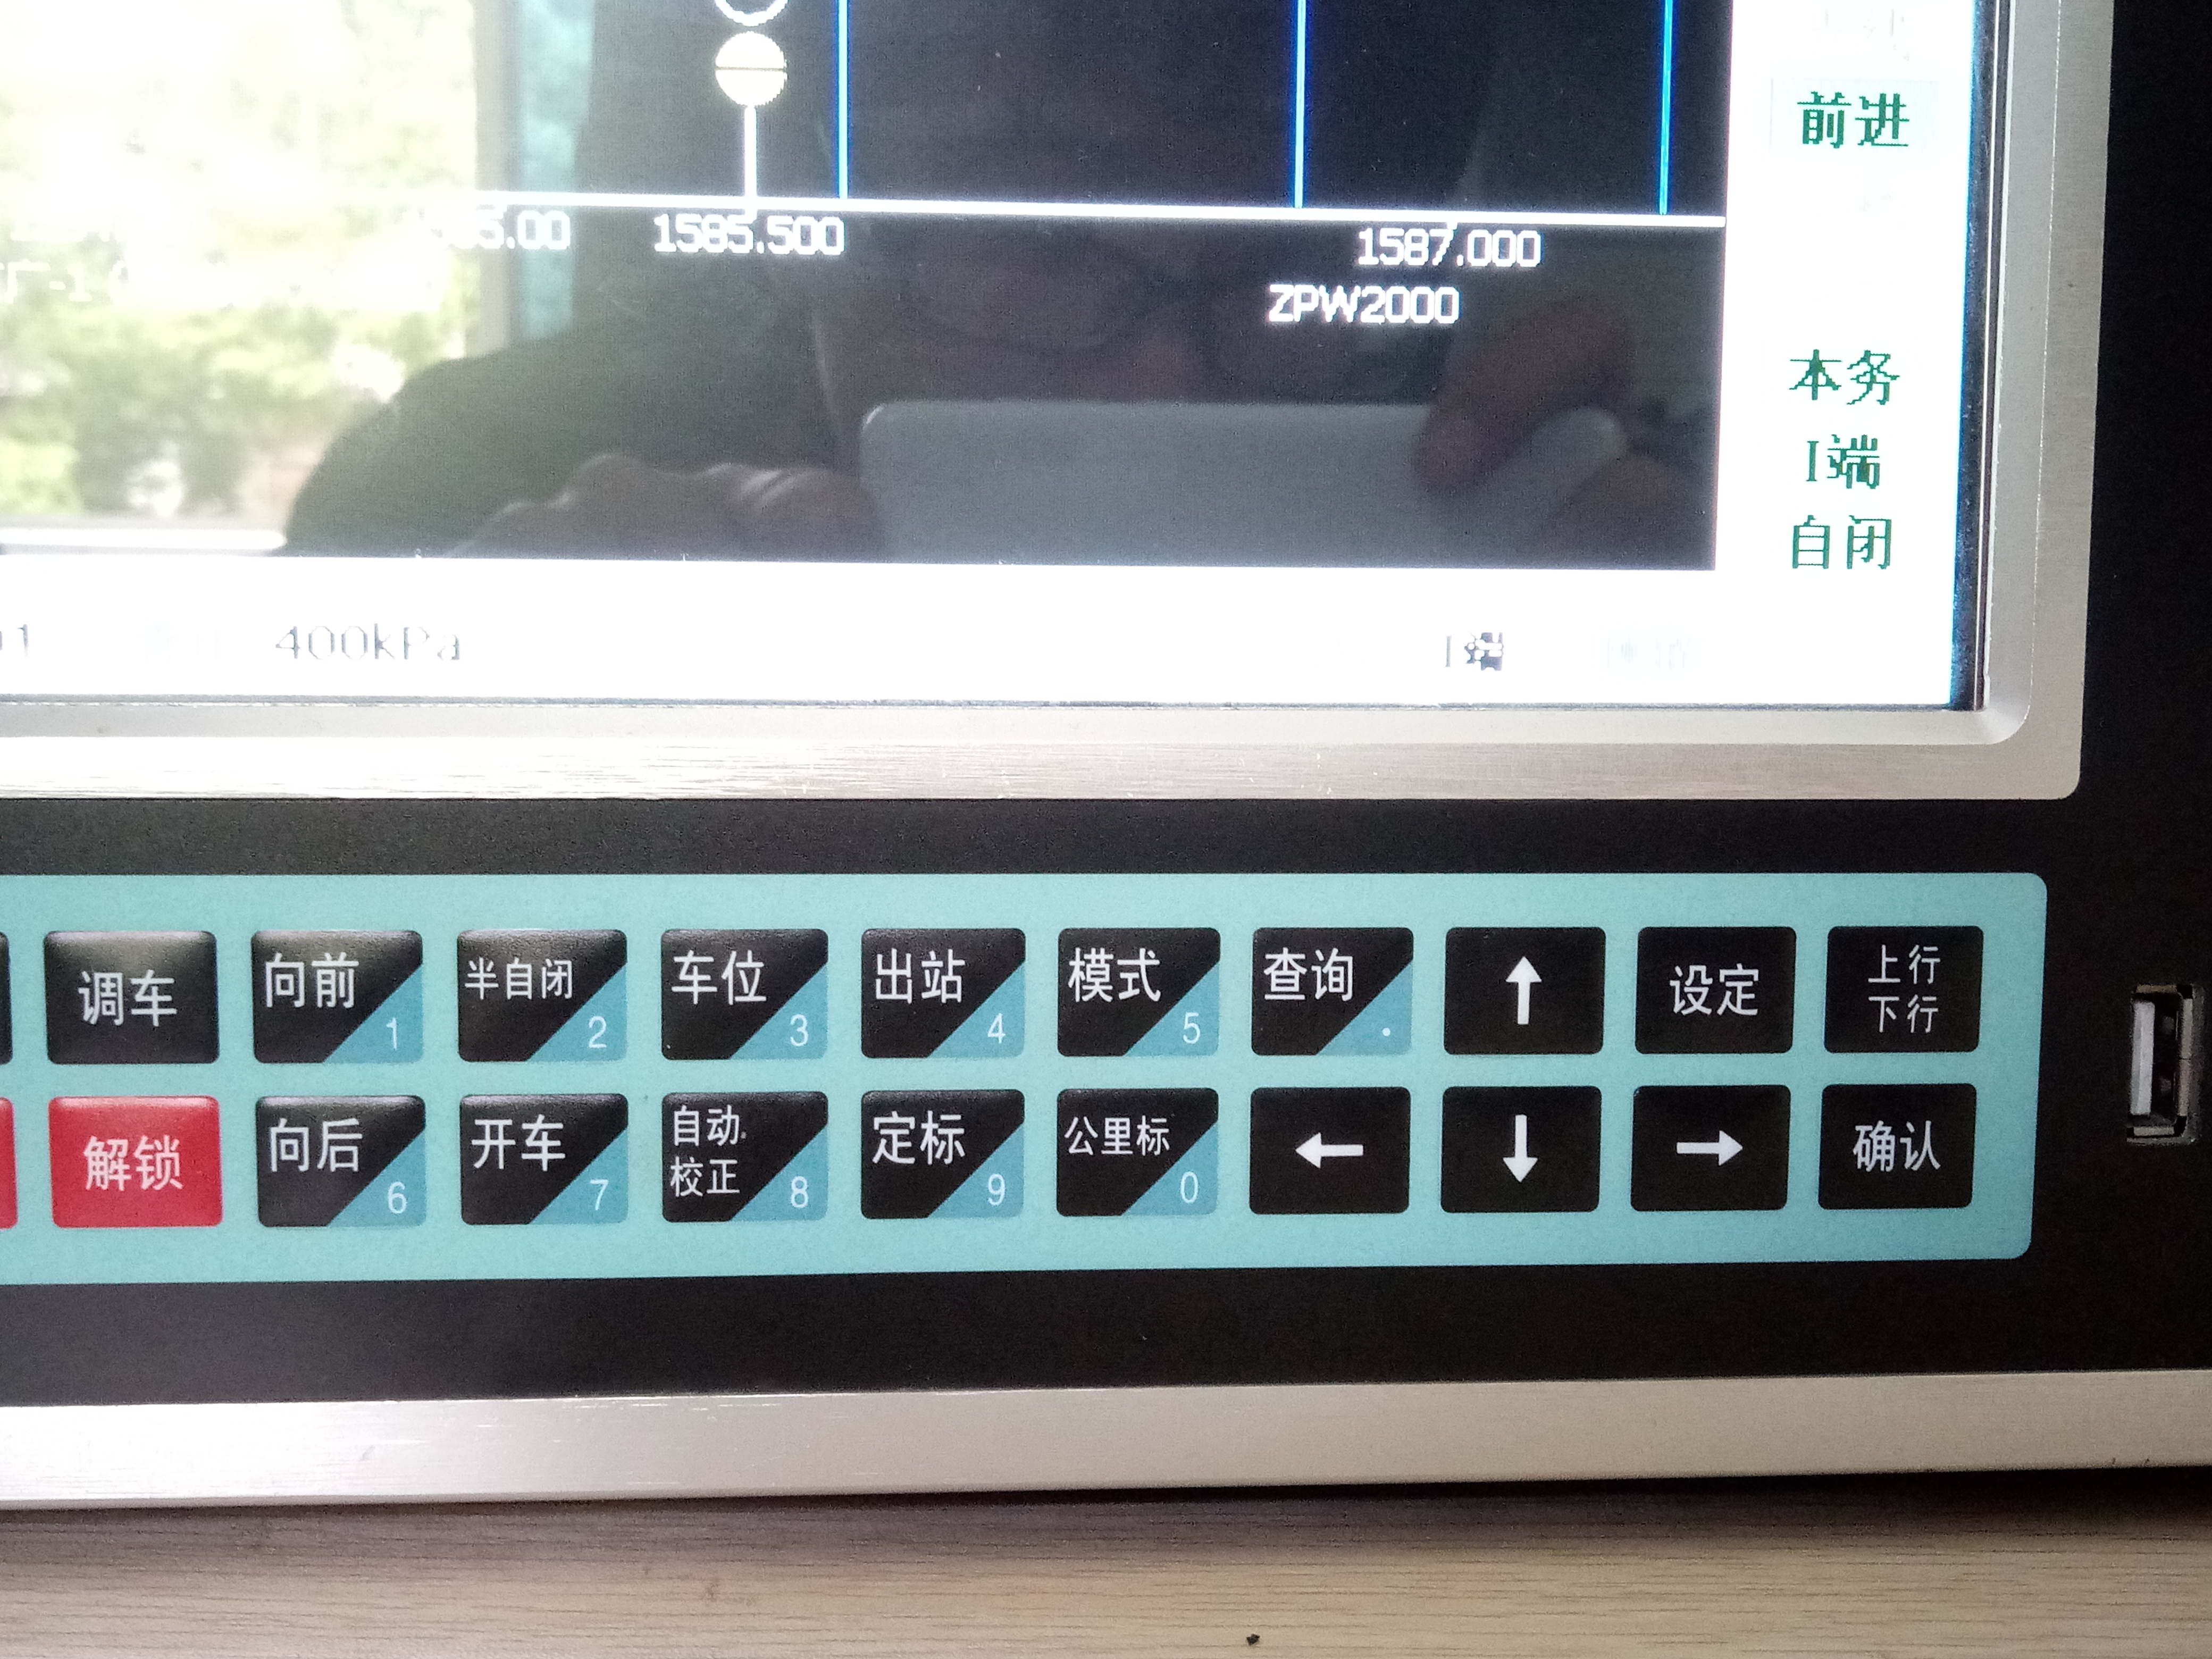 前进
1585.500
1587.000
ZPW2000
本务
I端
自闭
400kPa
I端
调车
向前 1
半自闭 2
车位 3
出站 4
模式 5
查询 .
↑
设定
上行
下行
解锁
向后 6
开车 7
自动
校正 8
定标 9
公里标 0
←
↓
→
确认